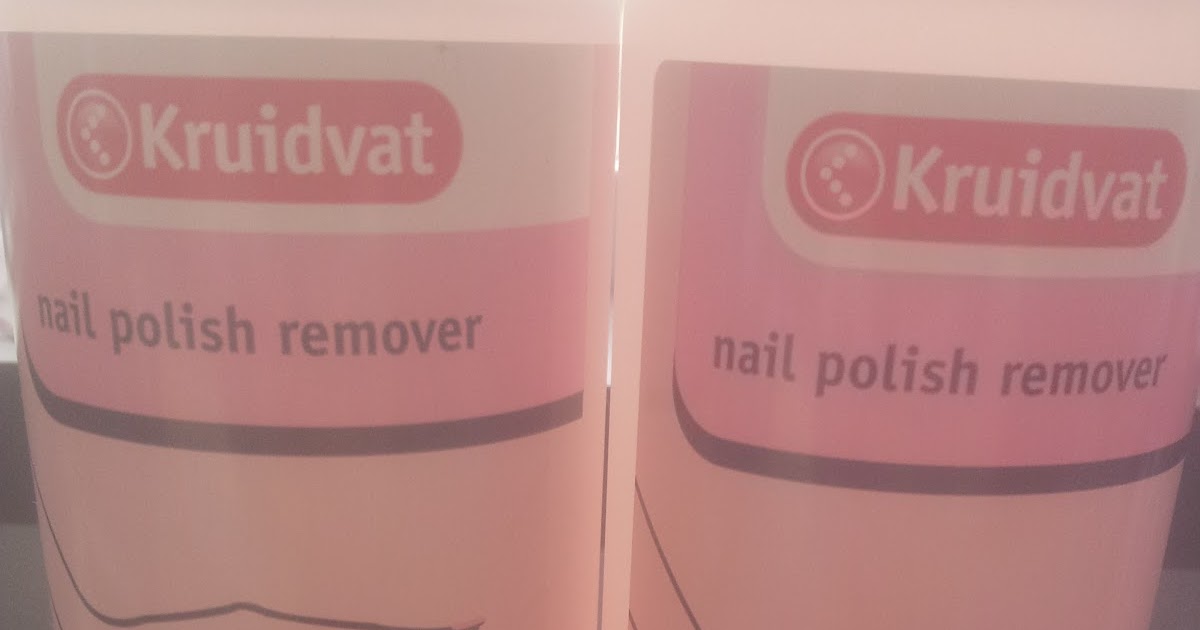 Kruidvat
nail polish remover
Kruidvat
nail polish remover